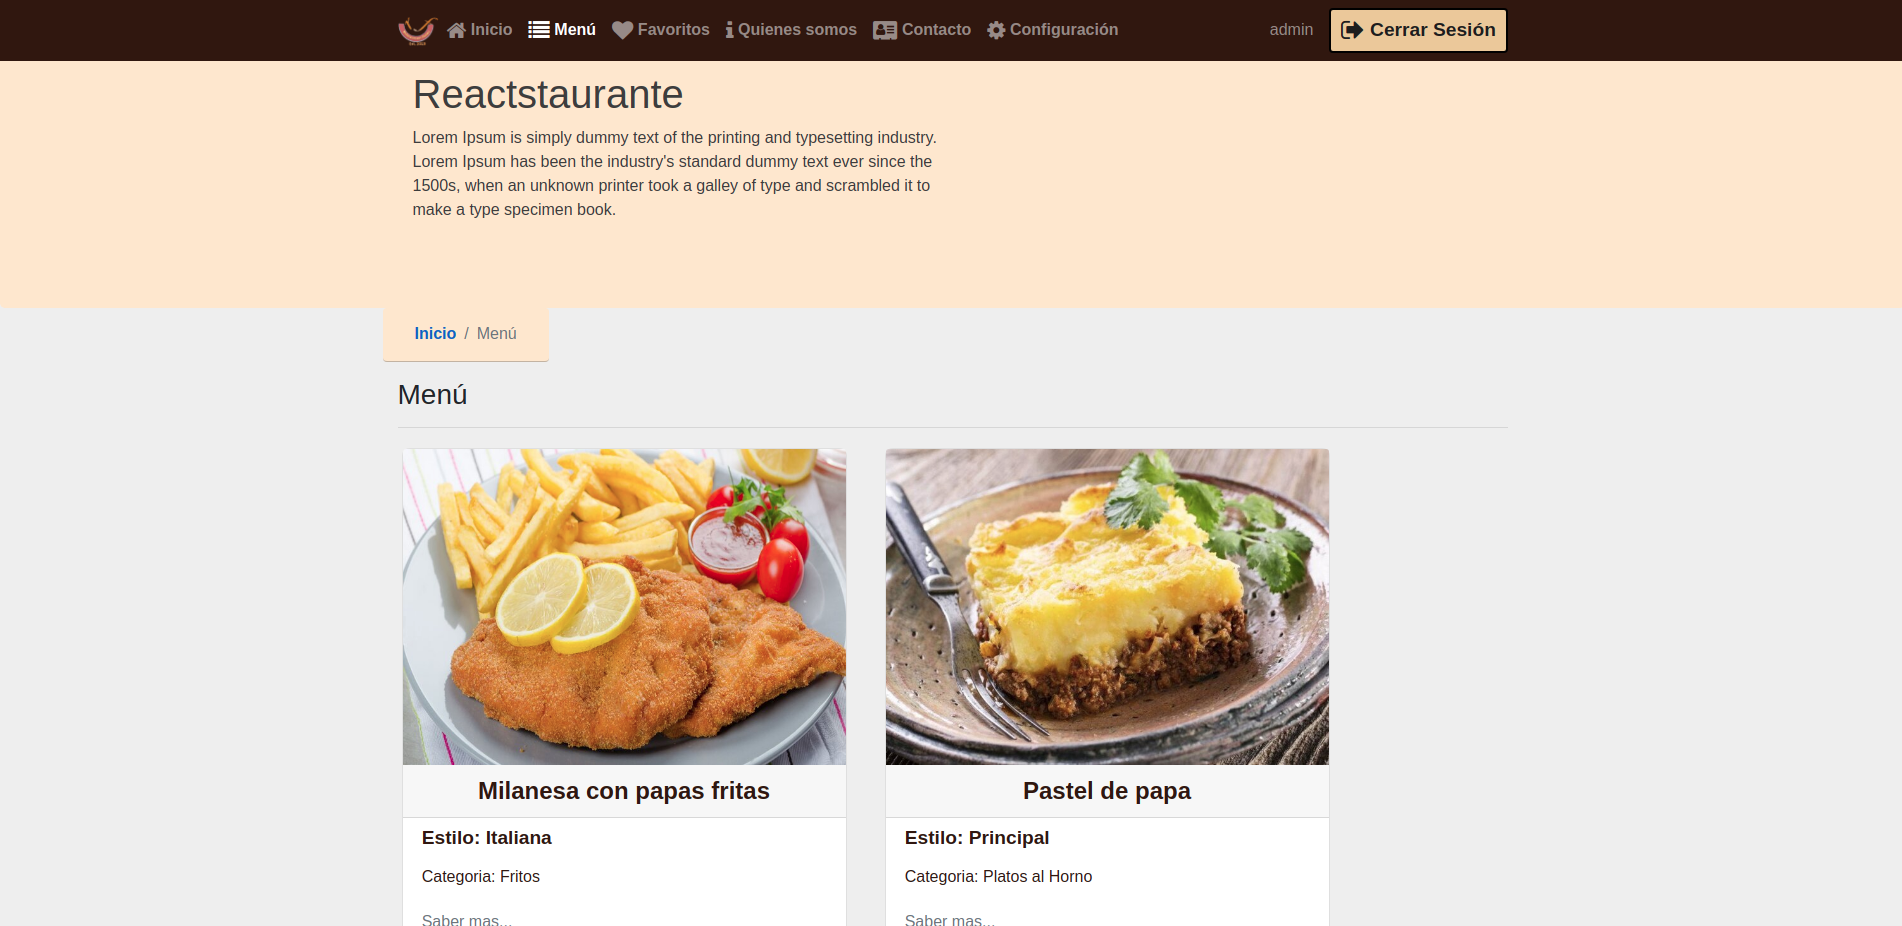 Inicio Menú Favoritos Quienes somos Contacto Configuración admin Cerrar Sesión
Reactstaurante
Lorem Ipsum is simply dummy text of the printing and typesetting industry.
Lorem Ipsum has been the industry's standard dummy text ever since the
1500s, when an unknown printer took a galley of type and scrambled it to
make a type specimen book.
Inicio / Menú
Menú
Milanesa con papas fritas
Estilo: Italiana
Categoria: Fritos
Saber mas...
Pastel de papa
Estilo: Principal
Categoria: Platos al Horno
Saber mas...